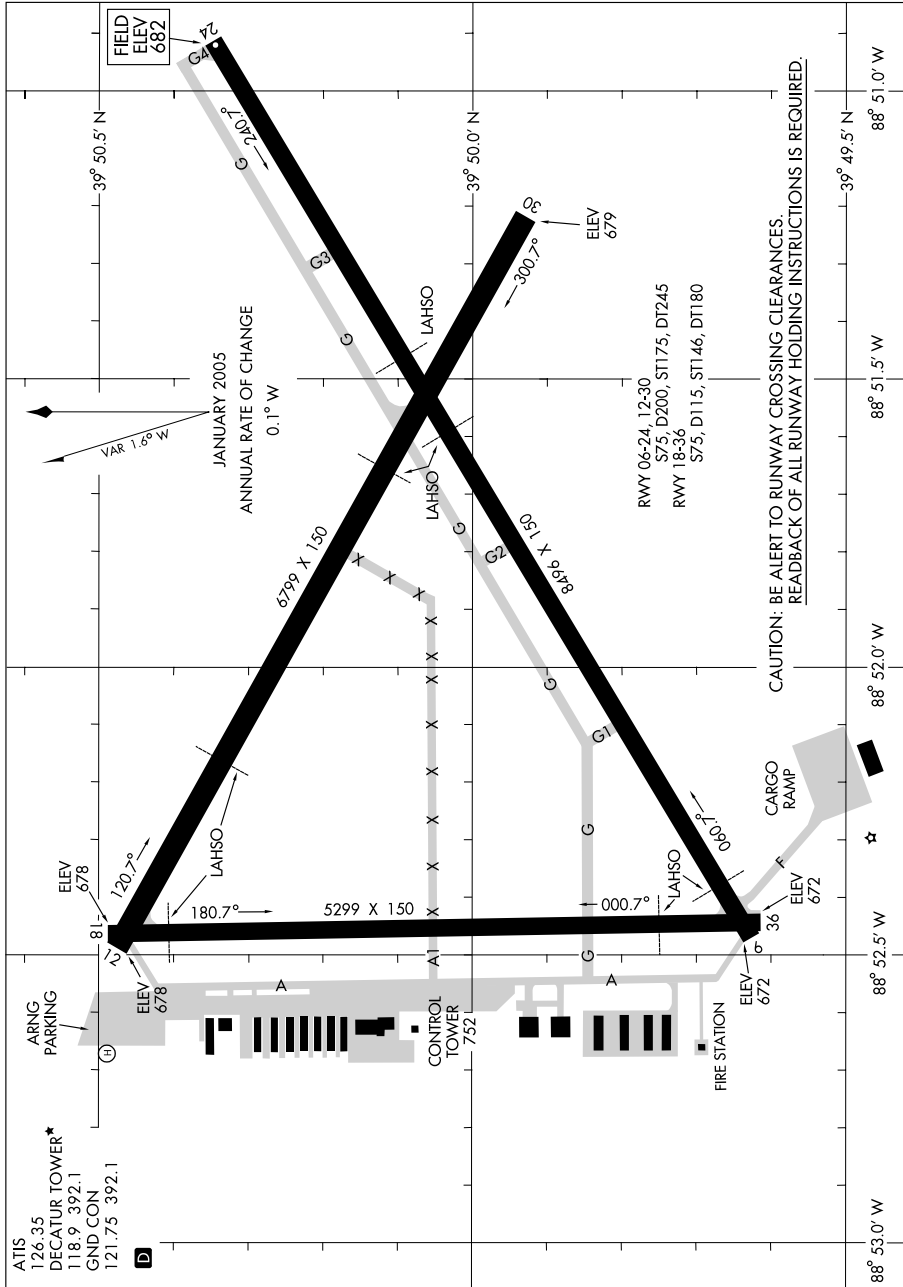 ATIS
126.35
DECATUR TOWER★
118.9 392.1
GND CON
121.75 392.1
D
ARNG
PARKING
H
FIELD
ELEV
682
24
G4
240.7°
G
G3
G
LAHSO
30
ELEV
679
300.7°
39° 50.5' N
39° 50.0' N
39° 49.5' N
88° 51.0' W
88° 51.5' W
88° 52.0' W
88° 52.5' W
88° 53.0' W
VAR 1.6° W
JANUARY 2005
ANNUAL RATE OF CHANGE
0.1° W
6799 X 150
LAHSO
G
G2
8496 X 150
X X X X X X X X X X X
G
G1
G
G
RWY 06-24, 12-30
S75, D200, ST175, DT245
RWY 18-36
S75, D115, ST146, DT180
CAUTION: BE ALERT TO RUNWAY CROSSING CLEARANCES.
READBACK OF ALL RUNWAY HOLDING INSTRUCTIONS IS REQUIRED.
ELEV
678
120.7°
LAHSO
18
12
ELEV
678
180.7°
5299 X 150
000.7°
LAHSO
060.7°
CARGO
RAMP
F
ELEV
672
36
6
ELEV
672
A
A1
A
CONTROL
TOWER
752
FIRE STATION